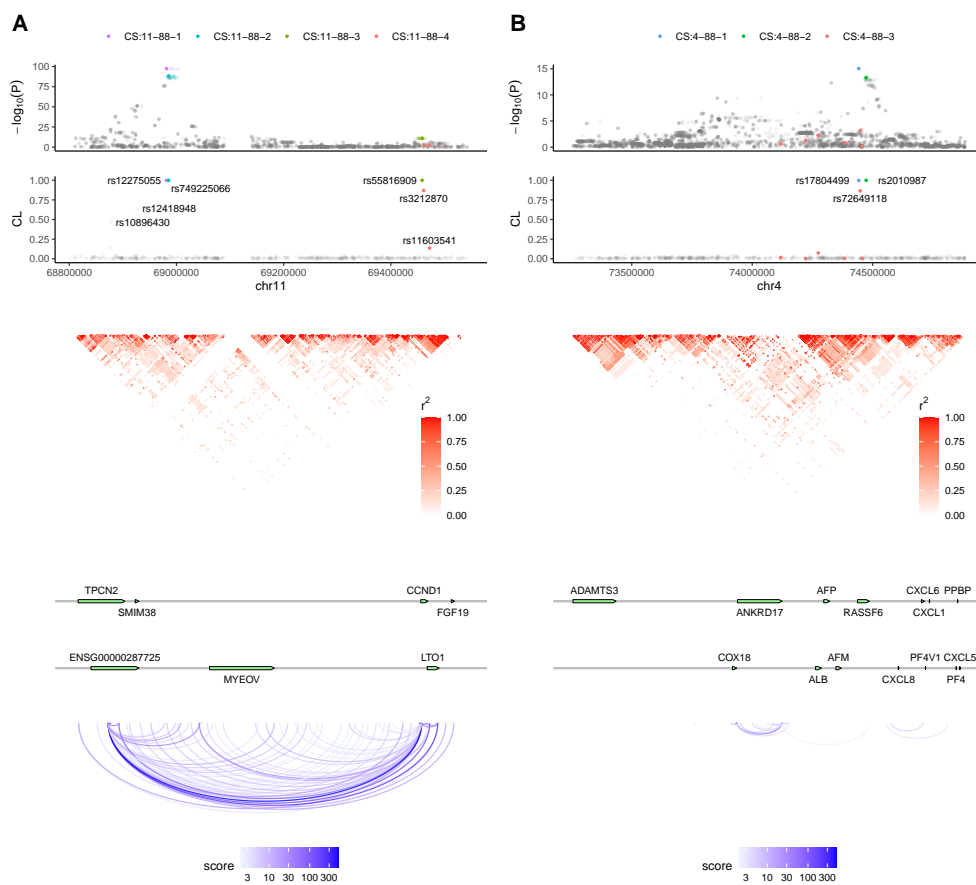 A
CS:11−88−1 CS:11−88−2 CS:11−88−3 CS:11−88−4
− log10(P)
100
75
50
25
0
CL
1.00
0.75
0.50
0.25
0.00
rs12275055
rs749225066
rs12418948
rs10896430
rs55816909
rs3212870
rs11603541
68800000 69000000 69200000 69400000
chr11
r2
1.00
0.75
0.50
0.25
0.00
TPCN2 CCND1
SMIM38 FGF19
ENSG00000287725 LTO1
MYEOV
score
3 10 30 100 300
B
CS:4−88−1 CS:4−88−2 CS:4−88−3
− log10(P)
15
10
5
0
CL
1.00
0.75
0.50
0.25
0.00
rs17804499 rs2010987
rs72649118
73500000 74000000 74500000
chr4
r2
1.00
0.75
0.50
0.25
0.00
ADAMTS3 AFP CXCL6 PPBP
ANKRD17 RASSF6 CXCL1
COX18 AFM PF4V1 CXCL5
ALB CXCL8 PF4
score
3 10 30 100 300